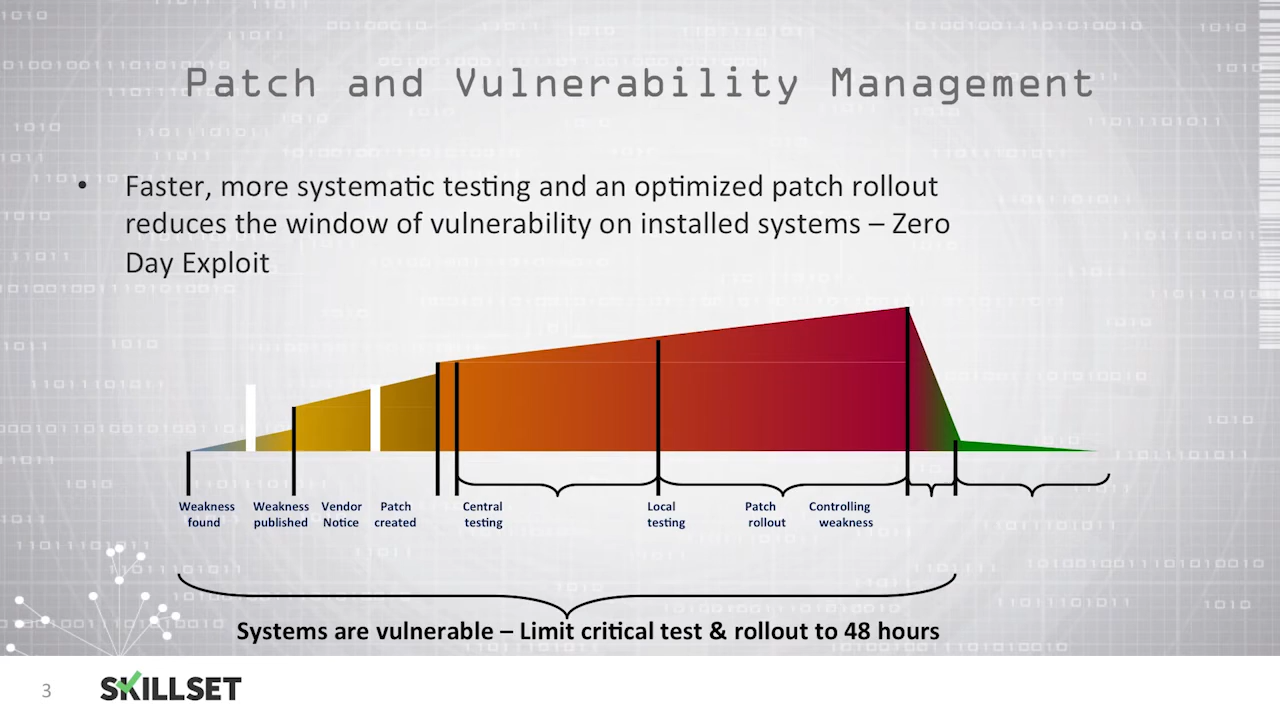 Patch and Vulnerability Management
• Faster, more systematic testing and an optimized patch rollout
reduces the window of vulnerability on installed systems – Zero
Day Exploit
Weakness found
Weakness published
Vendor Notice
Patch created
Central testing
Local testing
Patch rollout
Controlling weakness
Systems are vulnerable – Limit critical test & rollout to 48 hours
3
SKILLSET